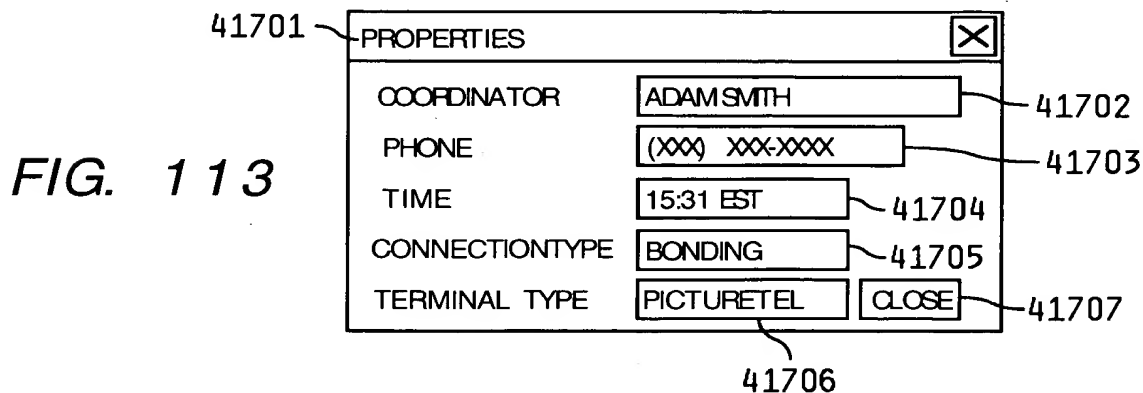 41701 PROPERTIES
COORDINATOR ADAM SMITH 41702
PHONE (XXX) XXX-XXXX 41703
FIG. 113
TIME 15:31 EST 41704
CONNECTIONTYPE BONDING 41705
TERMINAL TYPE PICTURETEL CLOSE 41707
41706